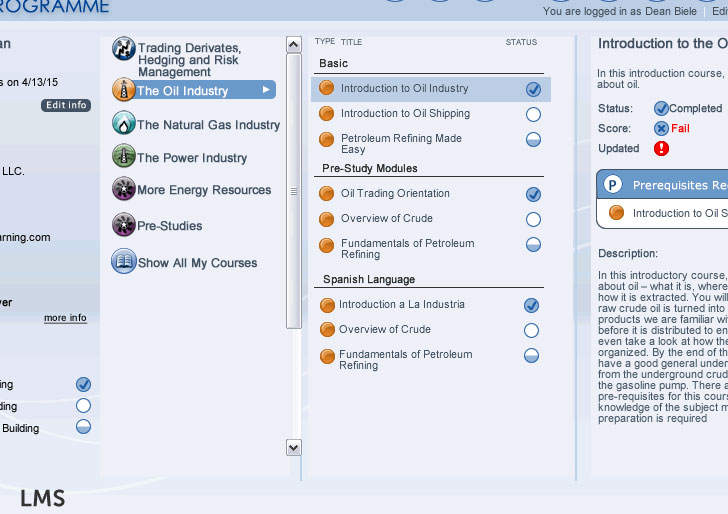 ROGRAMME
You are logged in as Dean Biele | Edi
an
s on 4/13/15
Edit info
LLC.
arning.com
ver
more info
ing
ding
Building
Trading Derivates,
Hedging and Risk
Management
The Oil Industry
The Natural Gas Industry
The Power Industry
More Energy Resources
Pre-Studies
Show All My Courses
TYPE TITLE STATUS
Basic
Introduction to Oil Industry
Introduction to Oil Shipping
Petroleum Refining Made
Easy
Pre-Study Modules
Oil Trading Orientation
Overview of Crude
Fundamentals of Petroleum
Refining
Spanish Language
Introduction a La Industria
Overview of Crude
Fundamentals of Petroleum
Refining
Introduction to the O
In this introduction course,
about oil.
Status: Completed
Score: Fail
Updated
P Prerequisites Re
Introduction to Oil S
Description:
In this introductory course,
about oil – what it is, where
how it is extracted. You will
raw crude oil is turned into
products we are familiar wi
before it is distributed to en
even take a look at how the
organized. By the end of th
have a good general under
from the underground crud
the gasoline pump. There a
pre-requisites for this cours
knowledge of the subject m
preparation is required
LMS